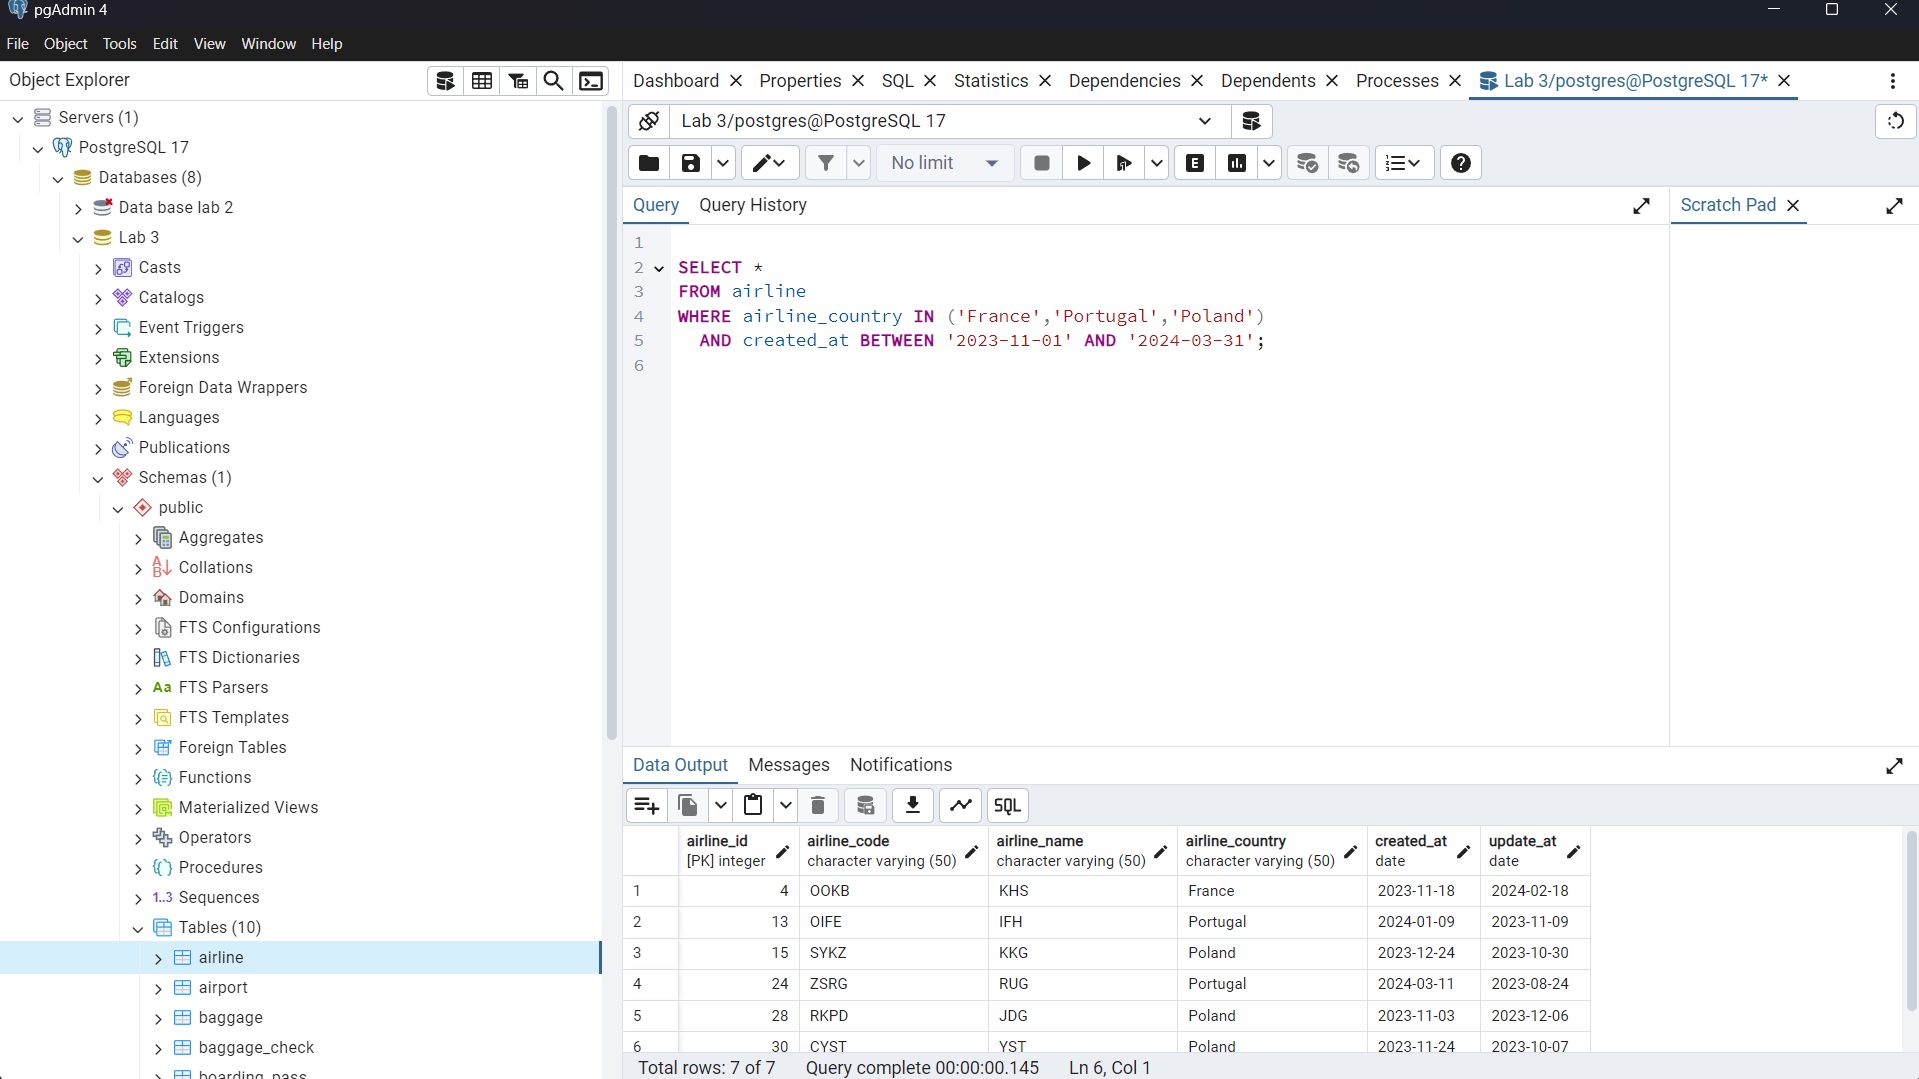 pgAdmin 4
File Object Tools Edit View Window Help
Object Explorer
Servers (1)
PostgreSQL 17
Databases (8)
Data base lab 2
Lab 3
Casts
Catalogs
Event Triggers
Extensions
Foreign Data Wrappers
Languages
Publications
Schemas (1)
public
Aggregates
Collations
Domains
FTS Configurations
FTS Dictionaries
Aa FTS Parsers
FTS Templates
Foreign Tables
Functions
Materialized Views
Operators
Procedures
1..3 Sequences
Tables (10)
airline
airport
baggage
baggage_check
boarding_pass
Dashboard Properties SQL Statistics Dependencies Dependents Processes Lab 3/postgres@PostgreSQL 17*
Lab 3/postgres@PostgreSQL 17
No limit E
Query Query History Scratch Pad
1
2 SELECT *
3 FROM airline
4 WHERE airline_country IN ('France','Portugal','Poland')
5 AND created_at BETWEEN '2023-11-01' AND '2024-03-31';
6
Data Output Messages Notifications
SQL
airline_id airline_code airline_name airline_country created_at update_at
[PK] integer character varying (50) character varying (50) character varying (50) date date
1 4 OOKB KHS France 2023-11-18 2024-02-18
2 13 OIFE IFH Portugal 2024-01-09 2023-11-09
3 15 SYKZ KKG Poland 2023-12-24 2023-10-30
4 24 ZSRG RUG Portugal 2024-03-11 2023-08-24
5 28 RKPD JDG Poland 2023-11-03 2023-12-06
6 30 CYST YST Poland 2023-11-24 2023-10-07
Total rows: 7 of 7 Query complete 00:00:00.145 Ln 6, Col 1